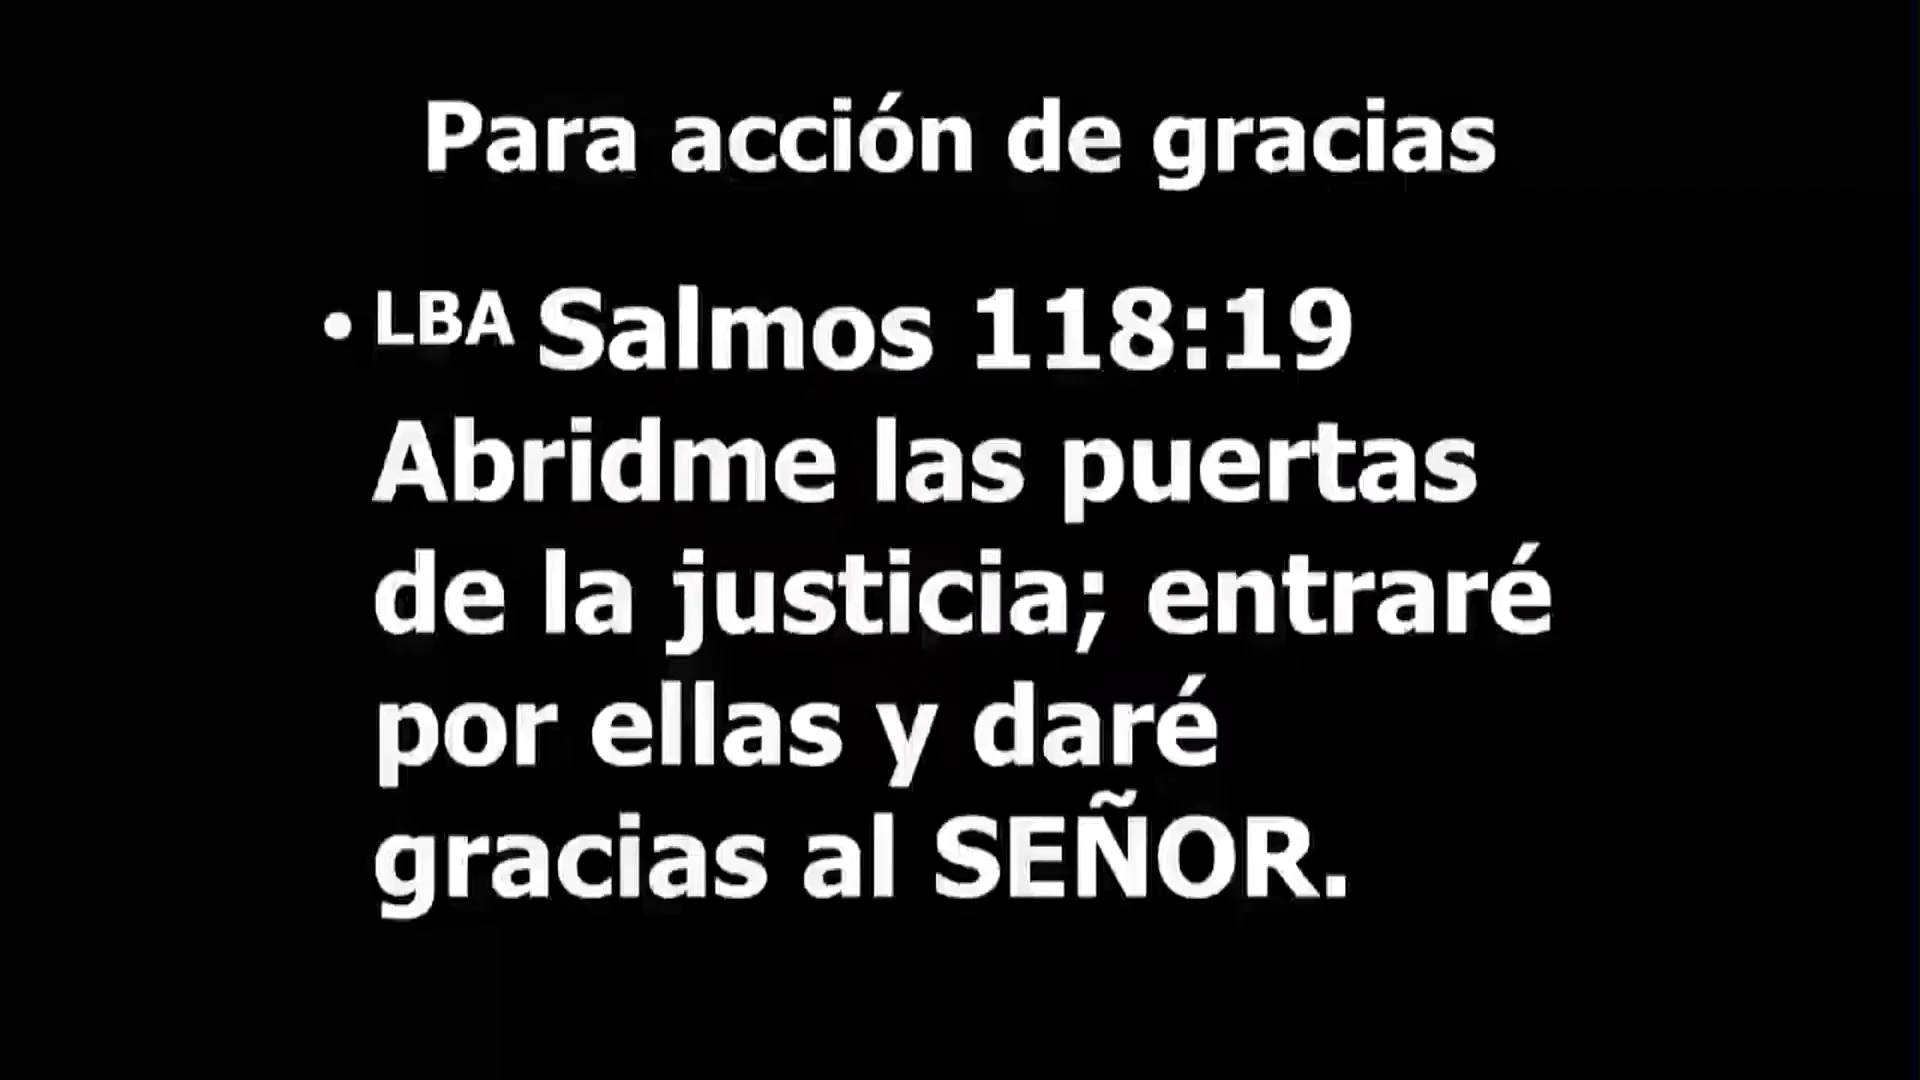 Para acción de gracias
• LBA Salmos 118:19
Abridme las puertas
de la justicia; entraré
por ellas y daré
gracias al SEÑOR.